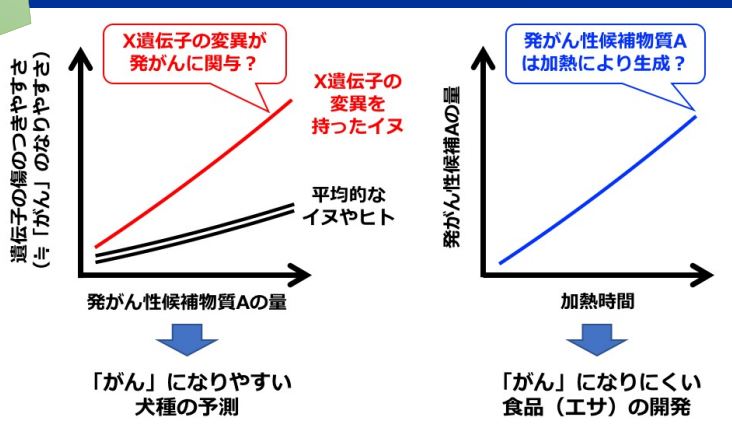 X遺伝子の変異が
発がんに関与？
X遺伝子の
変異を
持ったイヌ
平均的な
イヌやヒト
遺伝子の傷のつきやすさ
（≒「がん」のなりやすさ）
発がん性候補物質Aの量
「がん」になりやすい
犬種の予測
発がん性候補物質A
は加熱により生成？
発がん性候補Aの量
加熱時間
「がん」になりにくい
食品（エサ）の開発